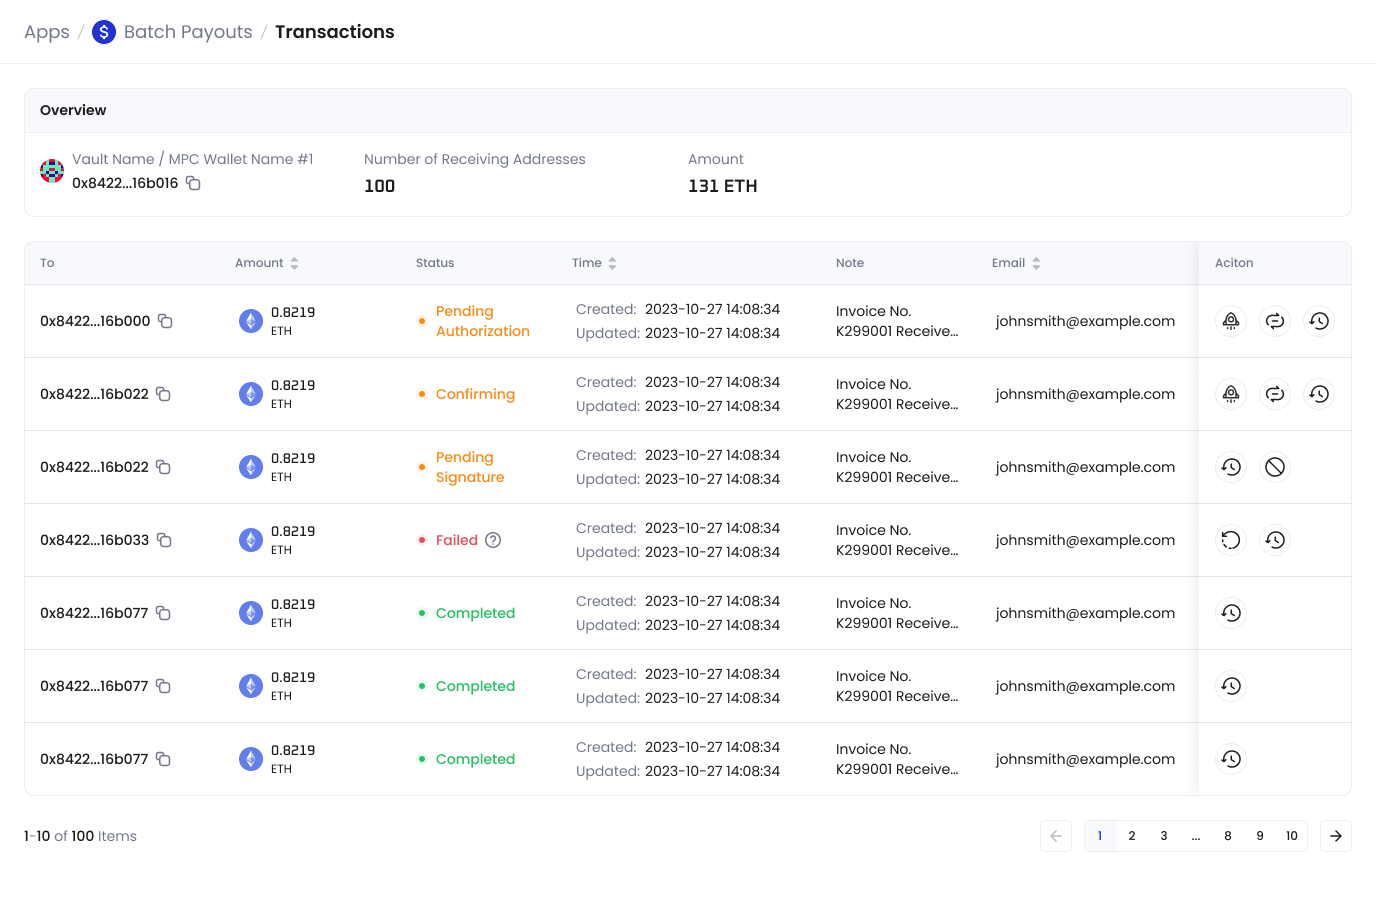 Apps / Batch Payouts / Transactions
Overview
Vault Name / MPC Wallet Name #1
0x8422...16b016
Number of Receiving Addresses
100
Amount
131 ETH
To Amount Status Time Note Email Aciton
0x8422...16b000
0.8219
ETH
Pending
Authorization
Created: 2023-10-27 14:08:34
Updated: 2023-10-27 14:08:34
Invoice No.
K299001 Receive...
johnsmith@example.com
0x8422...16b022
0.8219
ETH
Confirming
Created: 2023-10-27 14:08:34
Updated: 2023-10-27 14:08:34
Invoice No.
K299001 Receive...
johnsmith@example.com
0x8422...16b022
0.8219
ETH
Pending
Signature
Created: 2023-10-27 14:08:34
Updated: 2023-10-27 14:08:34
Invoice No.
K299001 Receive...
johnsmith@example.com
0x8422...16b033
0.8219
ETH
Failed
Created: 2023-10-27 14:08:34
Updated: 2023-10-27 14:08:34
Invoice No.
K299001 Receive...
johnsmith@example.com
0x8422...16b077
0.8219
ETH
Completed
Created: 2023-10-27 14:08:34
Updated: 2023-10-27 14:08:34
Invoice No.
K299001 Receive...
johnsmith@example.com
0x8422...16b077
0.8219
ETH
Completed
Created: 2023-10-27 14:08:34
Updated: 2023-10-27 14:08:34
Invoice No.
K299001 Receive...
johnsmith@example.com
0x8422...16b077
0.8219
ETH
Completed
Created: 2023-10-27 14:08:34
Updated: 2023-10-27 14:08:34
Invoice No.
K299001 Receive...
johnsmith@example.com
1-10 of 100 Items
1 2 3 ... 8 9 10